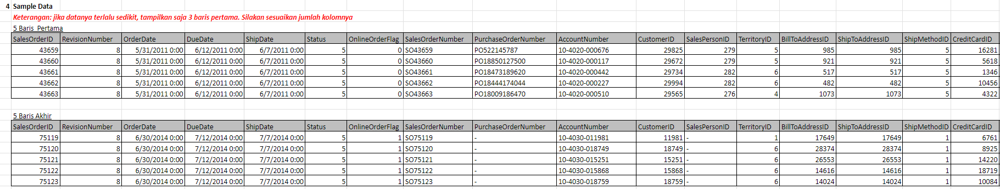 4 Sample Data
Keterangan: jika datanya terlalu sedikit, tampilkan saja 3 baris pertama. Silakan sesuaikan jumlah kolomnya
5 Baris Pertama
SalesOrderID RevisionNumber OrderDate DueDate ShipDate Status OnlineOrderFlag SalesOrderNumber PurchaseOrderNumber AccountNumber CustomerID SalesPersonID TerritoryID BillToAddressID ShipToAddressID ShipMethodID CreditCardID
43659 8 5/31/2011 0:00 6/12/2011 0:00 6/7/2011 0:00 5 0 SO43659 PO522145787 10-4020-000676 29825 279 5 985 985 5 16281
43660 8 5/31/2011 0:00 6/12/2011 0:00 6/7/2011 0:00 5 0 SO43660 PO18850127500 10-4020-000117 29672 279 5 921 921 5 5618
43661 8 5/31/2011 0:00 6/12/2011 0:00 6/7/2011 0:00 5 0 SO43661 PO18473189620 10-4020-000442 29734 282 6 517 517 5 1346
43662 8 5/31/2011 0:00 6/12/2011 0:00 6/7/2011 0:00 5 0 SO43662 PO18444174044 10-4020-000227 29994 282 6 482 482 5 10456
43663 8 5/31/2011 0:00 6/12/2011 0:00 6/7/2011 0:00 5 0 SO43663 PO18009186470 10-4020-000510 29565 276 4 1073 1073 5 4322
5 Baris Akhir
SalesOrderID RevisionNumber OrderDate DueDate ShipDate Status OnlineOrderFlag SalesOrderNumber PurchaseOrderNumber AccountNumber CustomerID SalesPersonID TerritoryID BillToAddressID ShipToAddressID ShipMethodID CreditCardID
75119 8 6/30/2014 0:00 7/12/2014 0:00 7/7/2014 0:00 5 1 SO75119 - 10-4030-011981 11981 - 1 17649 17649 1 6761
75120 8 6/30/2014 0:00 7/12/2014 0:00 7/7/2014 0:00 5 1 SO75120 - 10-4030-018749 18749 - 6 28374 28374 1 8925
75121 8 6/30/2014 0:00 7/12/2014 0:00 7/7/2014 0:00 5 1 SO75121 - 10-4030-015251 15251 - 6 26553 26553 1 14220
75122 8 6/30/2014 0:00 7/12/2014 0:00 7/7/2014 0:00 5 1 SO75122 - 10-4030-015868 15868 - 6 14616 14616 1 18719
75123 8 6/30/2014 0:00 7/12/2014 0:00 7/7/2014 0:00 5 1 SO75123 - 10-4030-018759 18759 - 6 14024 14024 1 10084